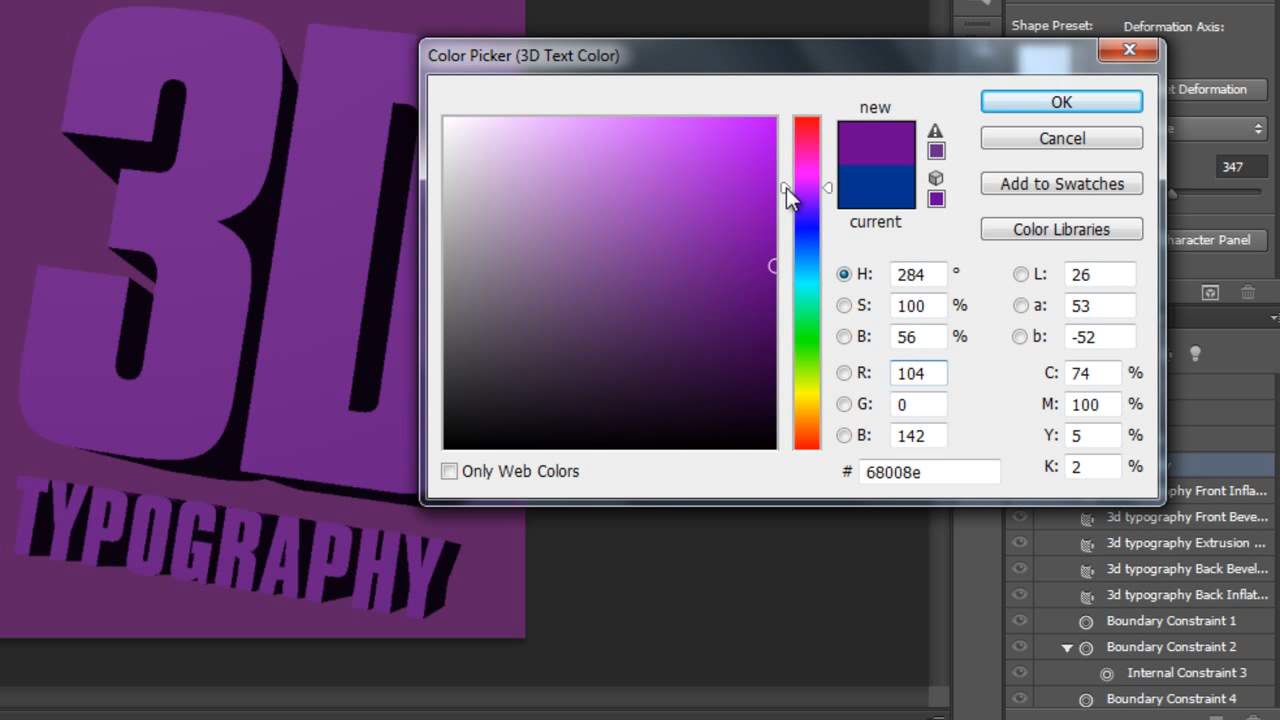 3D
TYPOGRAPHY
Color Picker (3D Text Color)
new
current
OK
Cancel
Add to Swatches
Color Libraries
H: 284 °
S: 100 %
B: 56 %
R: 104
G: 0
B: 142
# 68008e
L: 26
a: 53
b: -52
C: 74 %
M: 100 %
Y: 5 %
K: 2 %
Only Web Colors
Shape Preset: Deformation Axis:
Deformation
347
Panel
Front Infla...
3d typography Front Beve...
3d typography Extrusion ...
3d typography Back Bevel...
3d typography Back Inflat...
Boundary Constraint 1
Boundary Constraint 2
Internal Constraint 3
Boundary Constraint 4